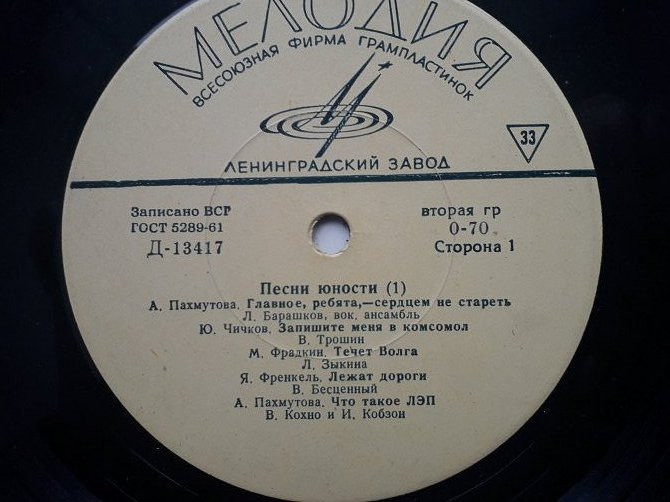 МЕЛОДИЯ
ВСЕСОЮЗНАЯ ФИРМА ГРАМПЛАСТИНОК
33
ЛЕНИНГРАДСКИЙ ЗАВОД
Записано ВСГ
вторая гр
ГОСТ 5289-61
0-70
Д-13417
Сторона 1
Песни юности (1)
А. Пахмутова. Главное, ребята,—сердцем не стареть
Л. Барашков, вок. ансамбль
Ю. Чичков. Запишите меня в комсомол
В. Трошин
М. Фрадкин. Течет Волга
Л. Зыкина
Я. Френкель. Лежат дороги
В. Бесценный
А. Пахмутова. Что такое ЛЭП
В. Кохно и И. Кобзон